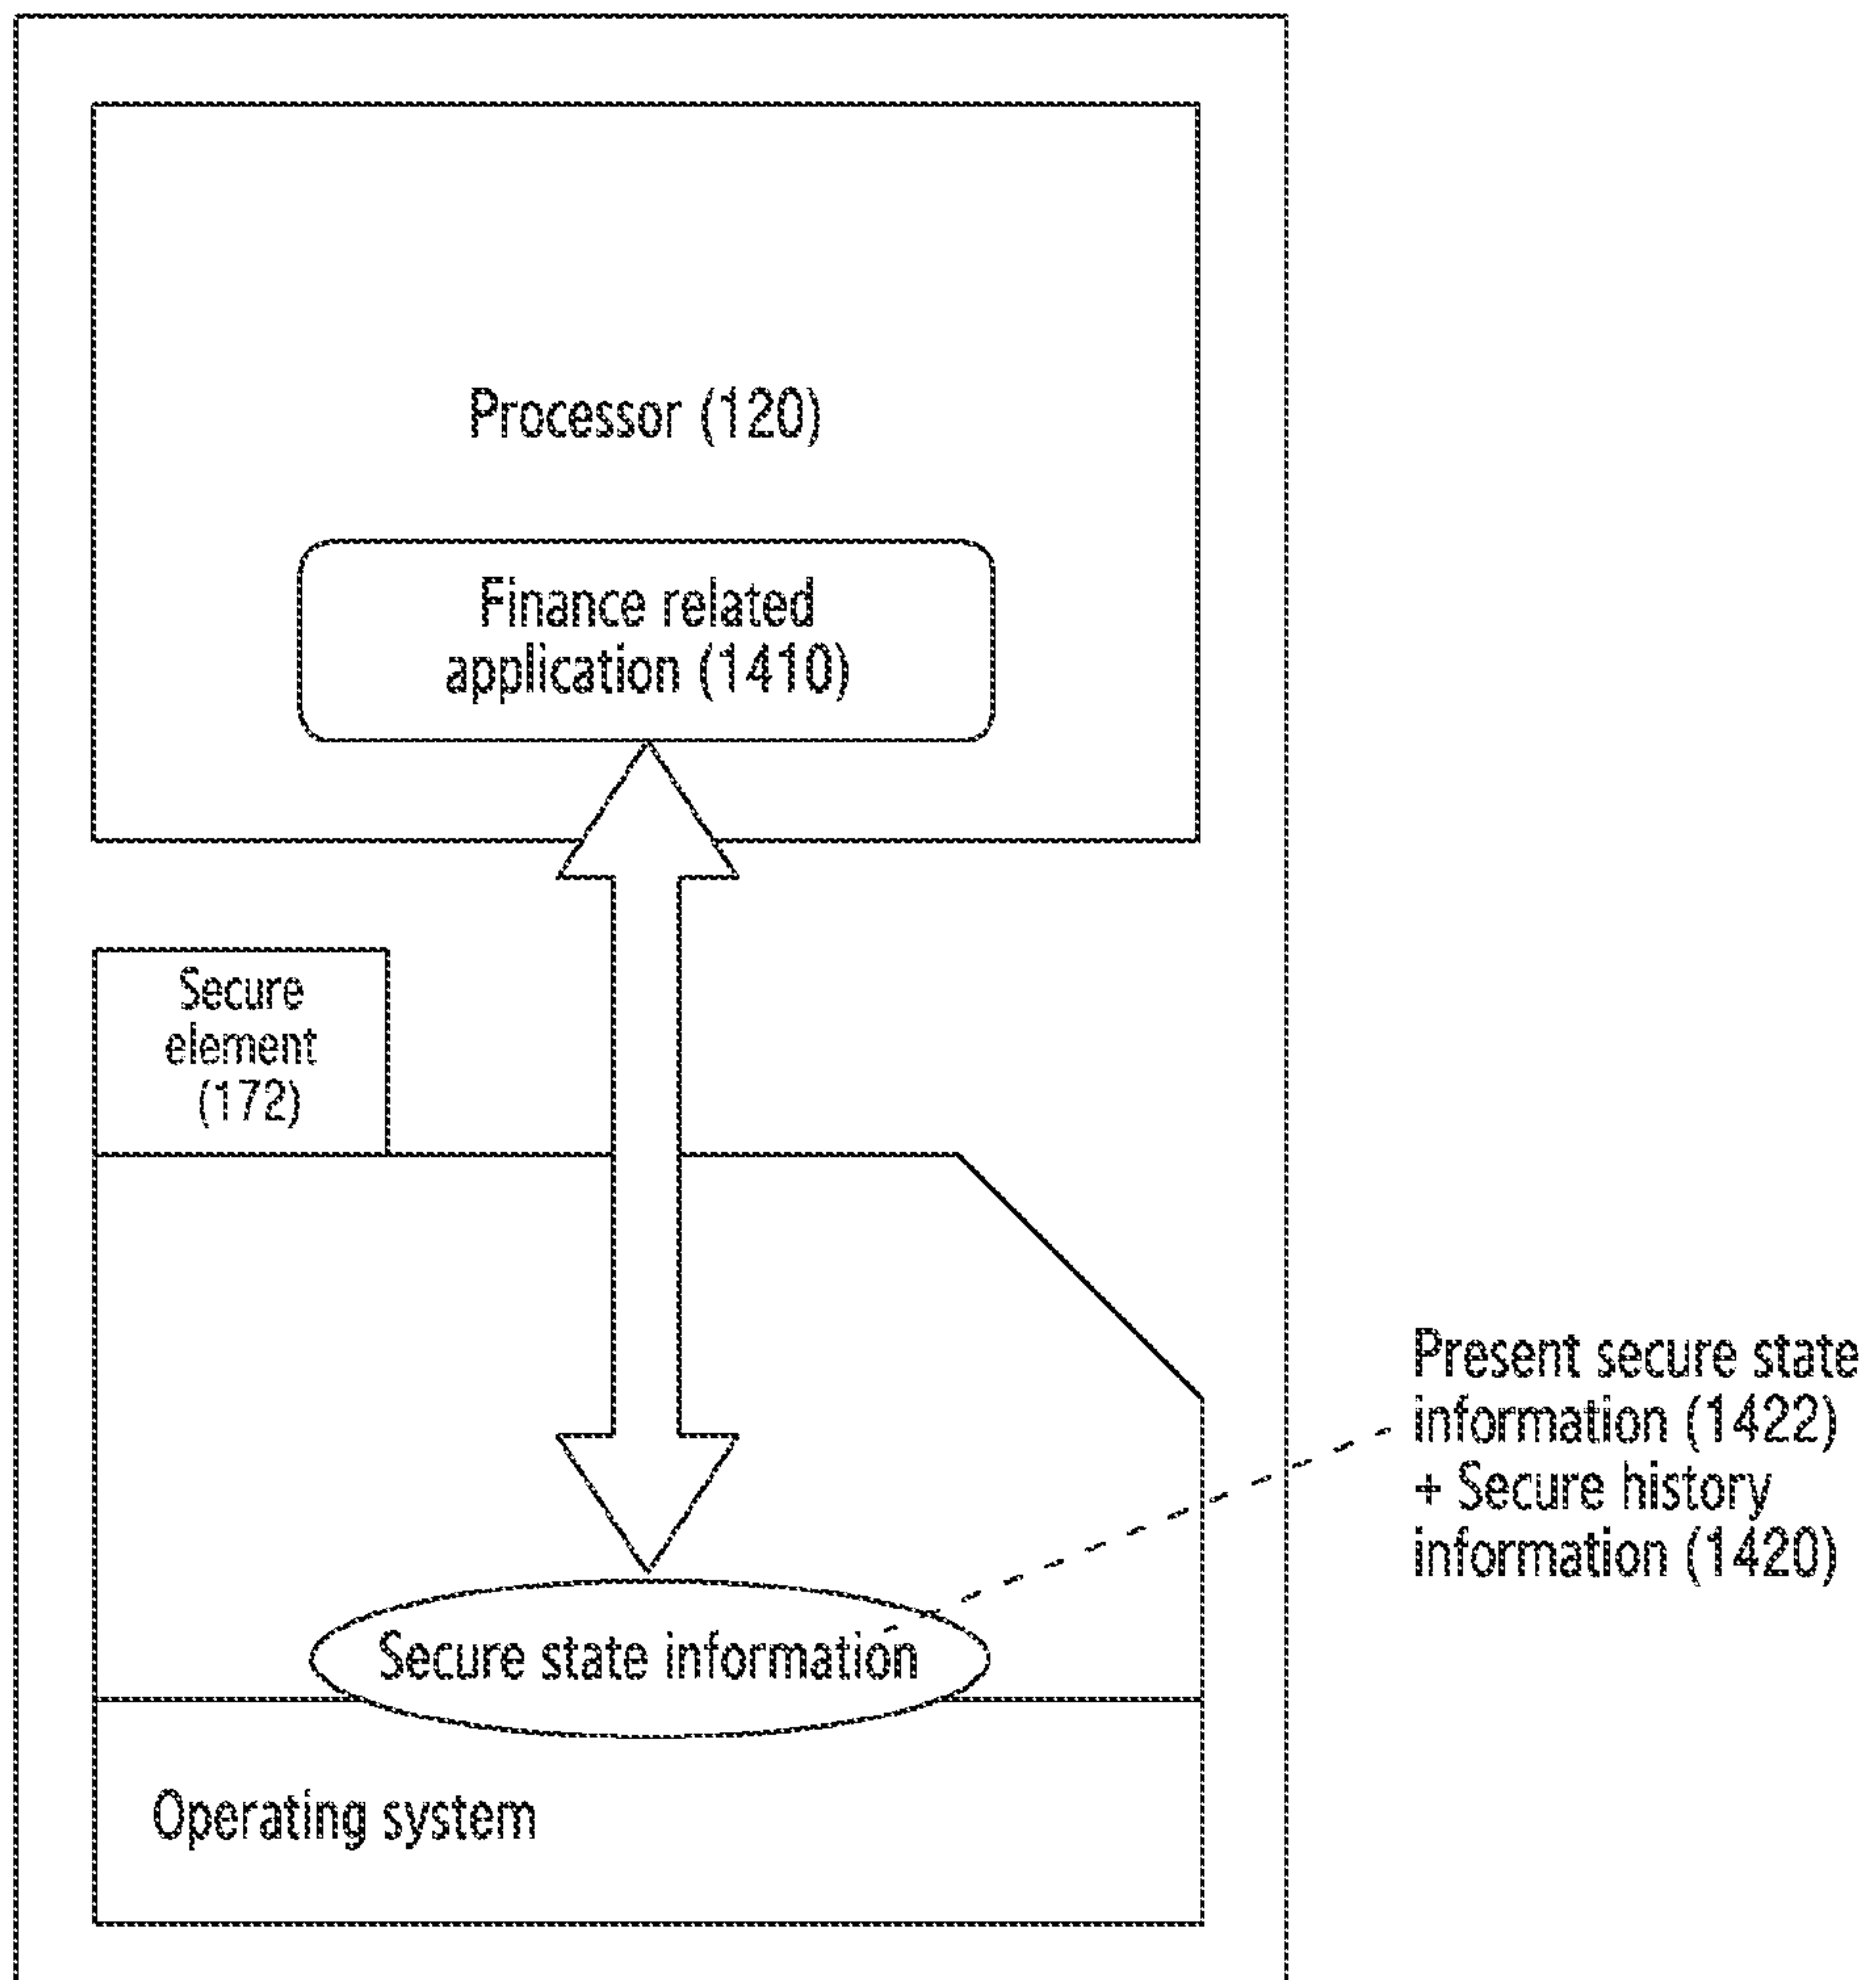 Processor (120)
Finance related
application (1410)
Secure
element
(172)
Present secure state
information (1422)
+ Secure history
information (1420)
Secure state information
Operating system